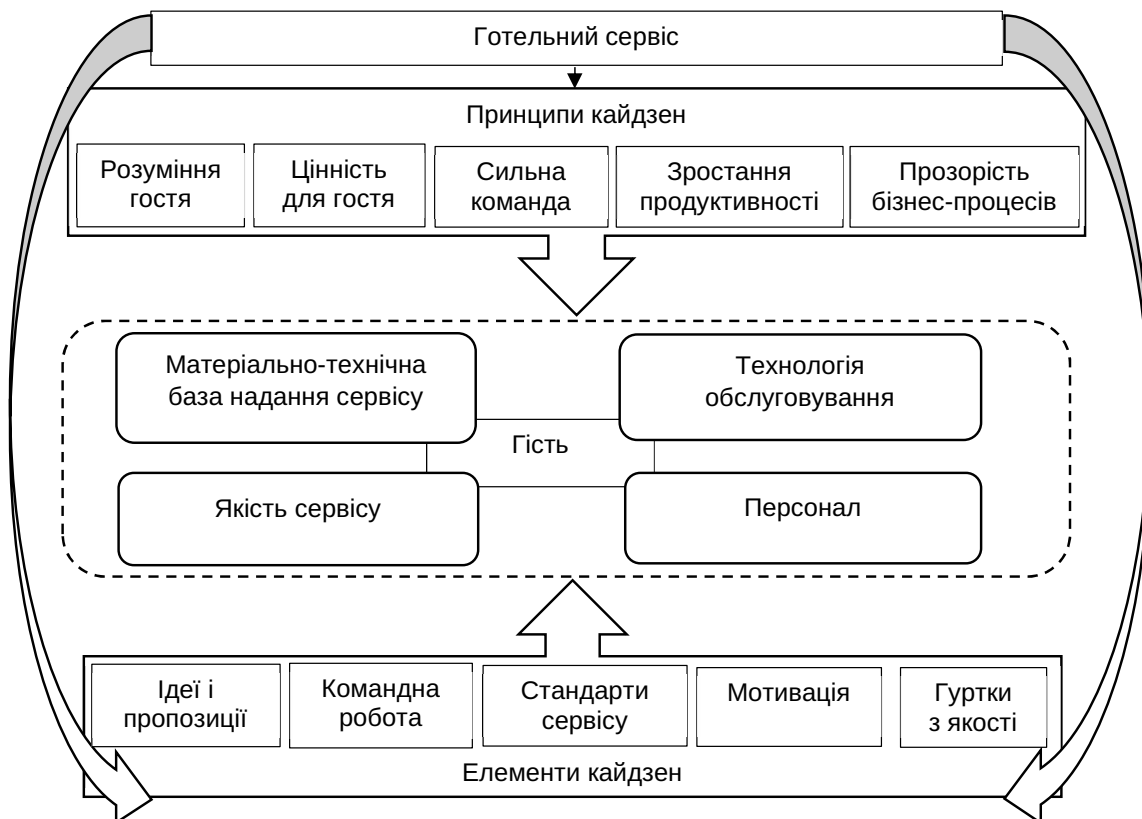 Готельний сервіс
Принципи кайдзен
Розуміння
гостя
Цінність
для гостя
Сильна
команда
Зростання
продуктивності
Прозорість
бізнес-процесів
Матеріально-технічна
база надання сервісу
Технологія
обслуговування
Гість
Якість сервісу
Персонал
Ідеї і
пропозиції
Командна
робота
Стандарти
сервісу
Мотивація
Гуртки
з якості
Елементи кайдзен